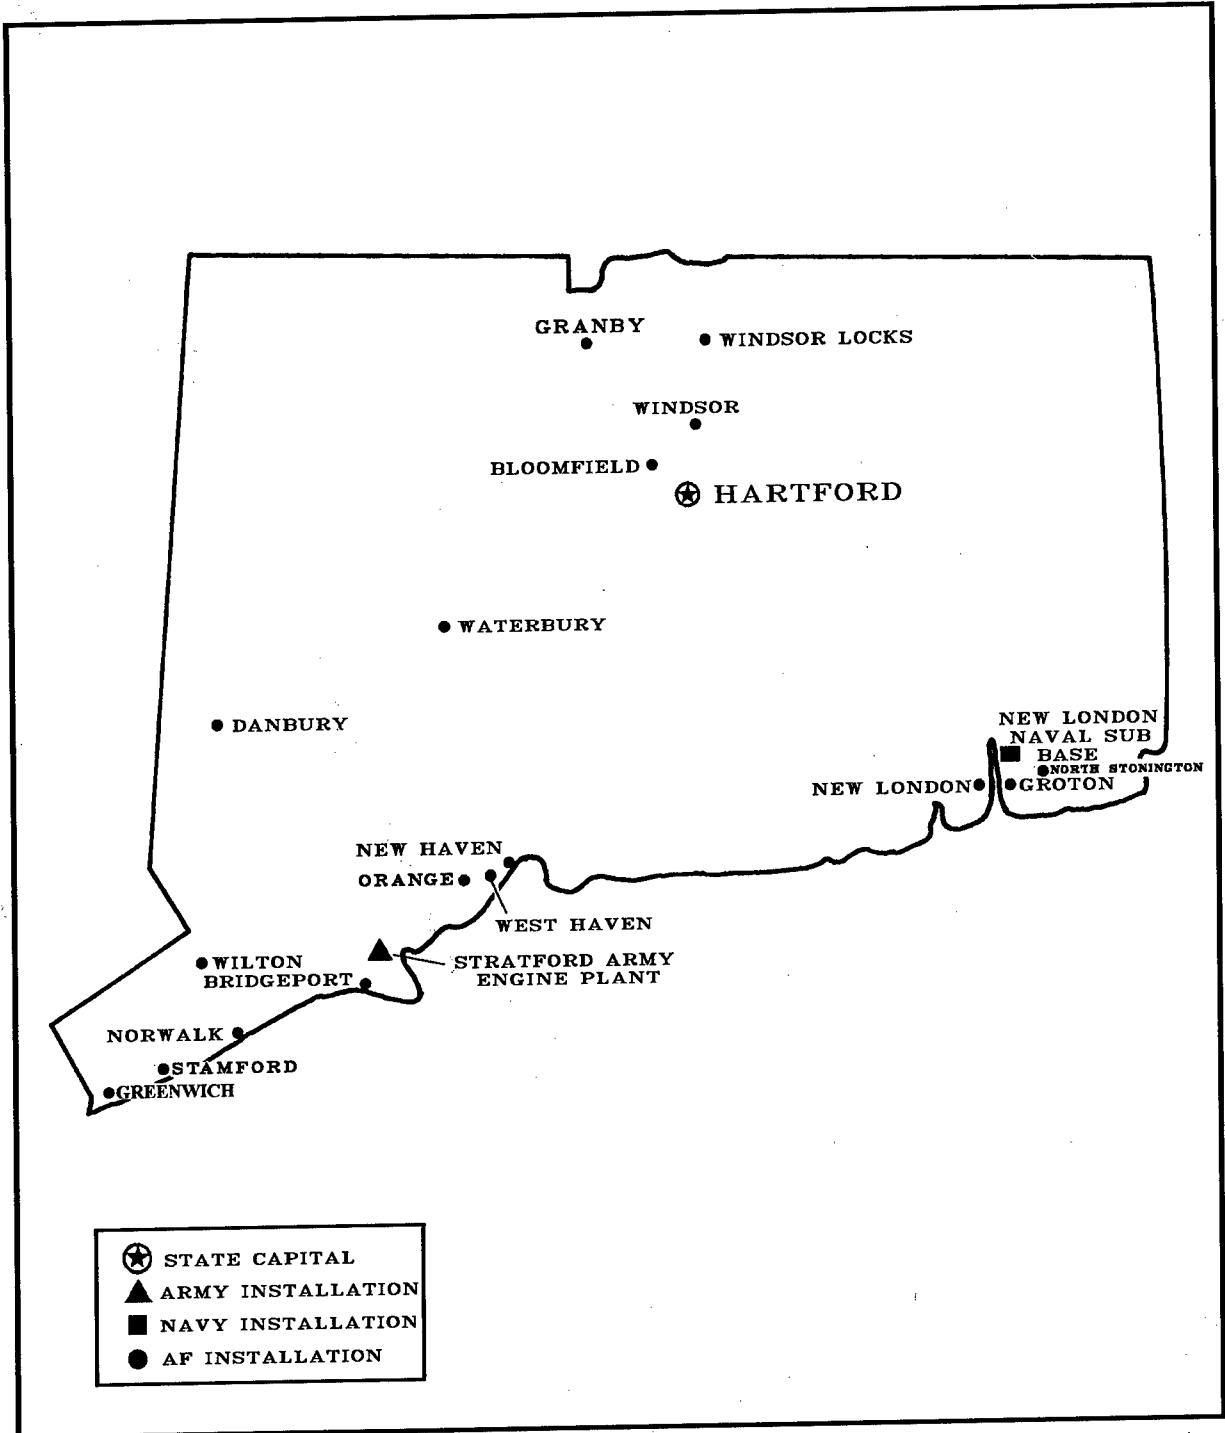 GRANBY
WINDSOR LOCKS
WINDSOR
BLOOMFIELD
HARTFORD
WATERBURY
DANBURY
NEW LONDON
NAVAL SUB
BASE
NORTH STONINGTON
NEW LONDON
GROTON
NEW HAVEN
ORANGE
WEST HAVEN
STRATFORD ARMY
ENGINE PLANT
WILTON
BRIDGEPORT
NORWALK
STAMFORD
GREENWICH
STATE CAPITAL
ARMY INSTALLATION
NAVY INSTALLATION
AF INSTALLATION